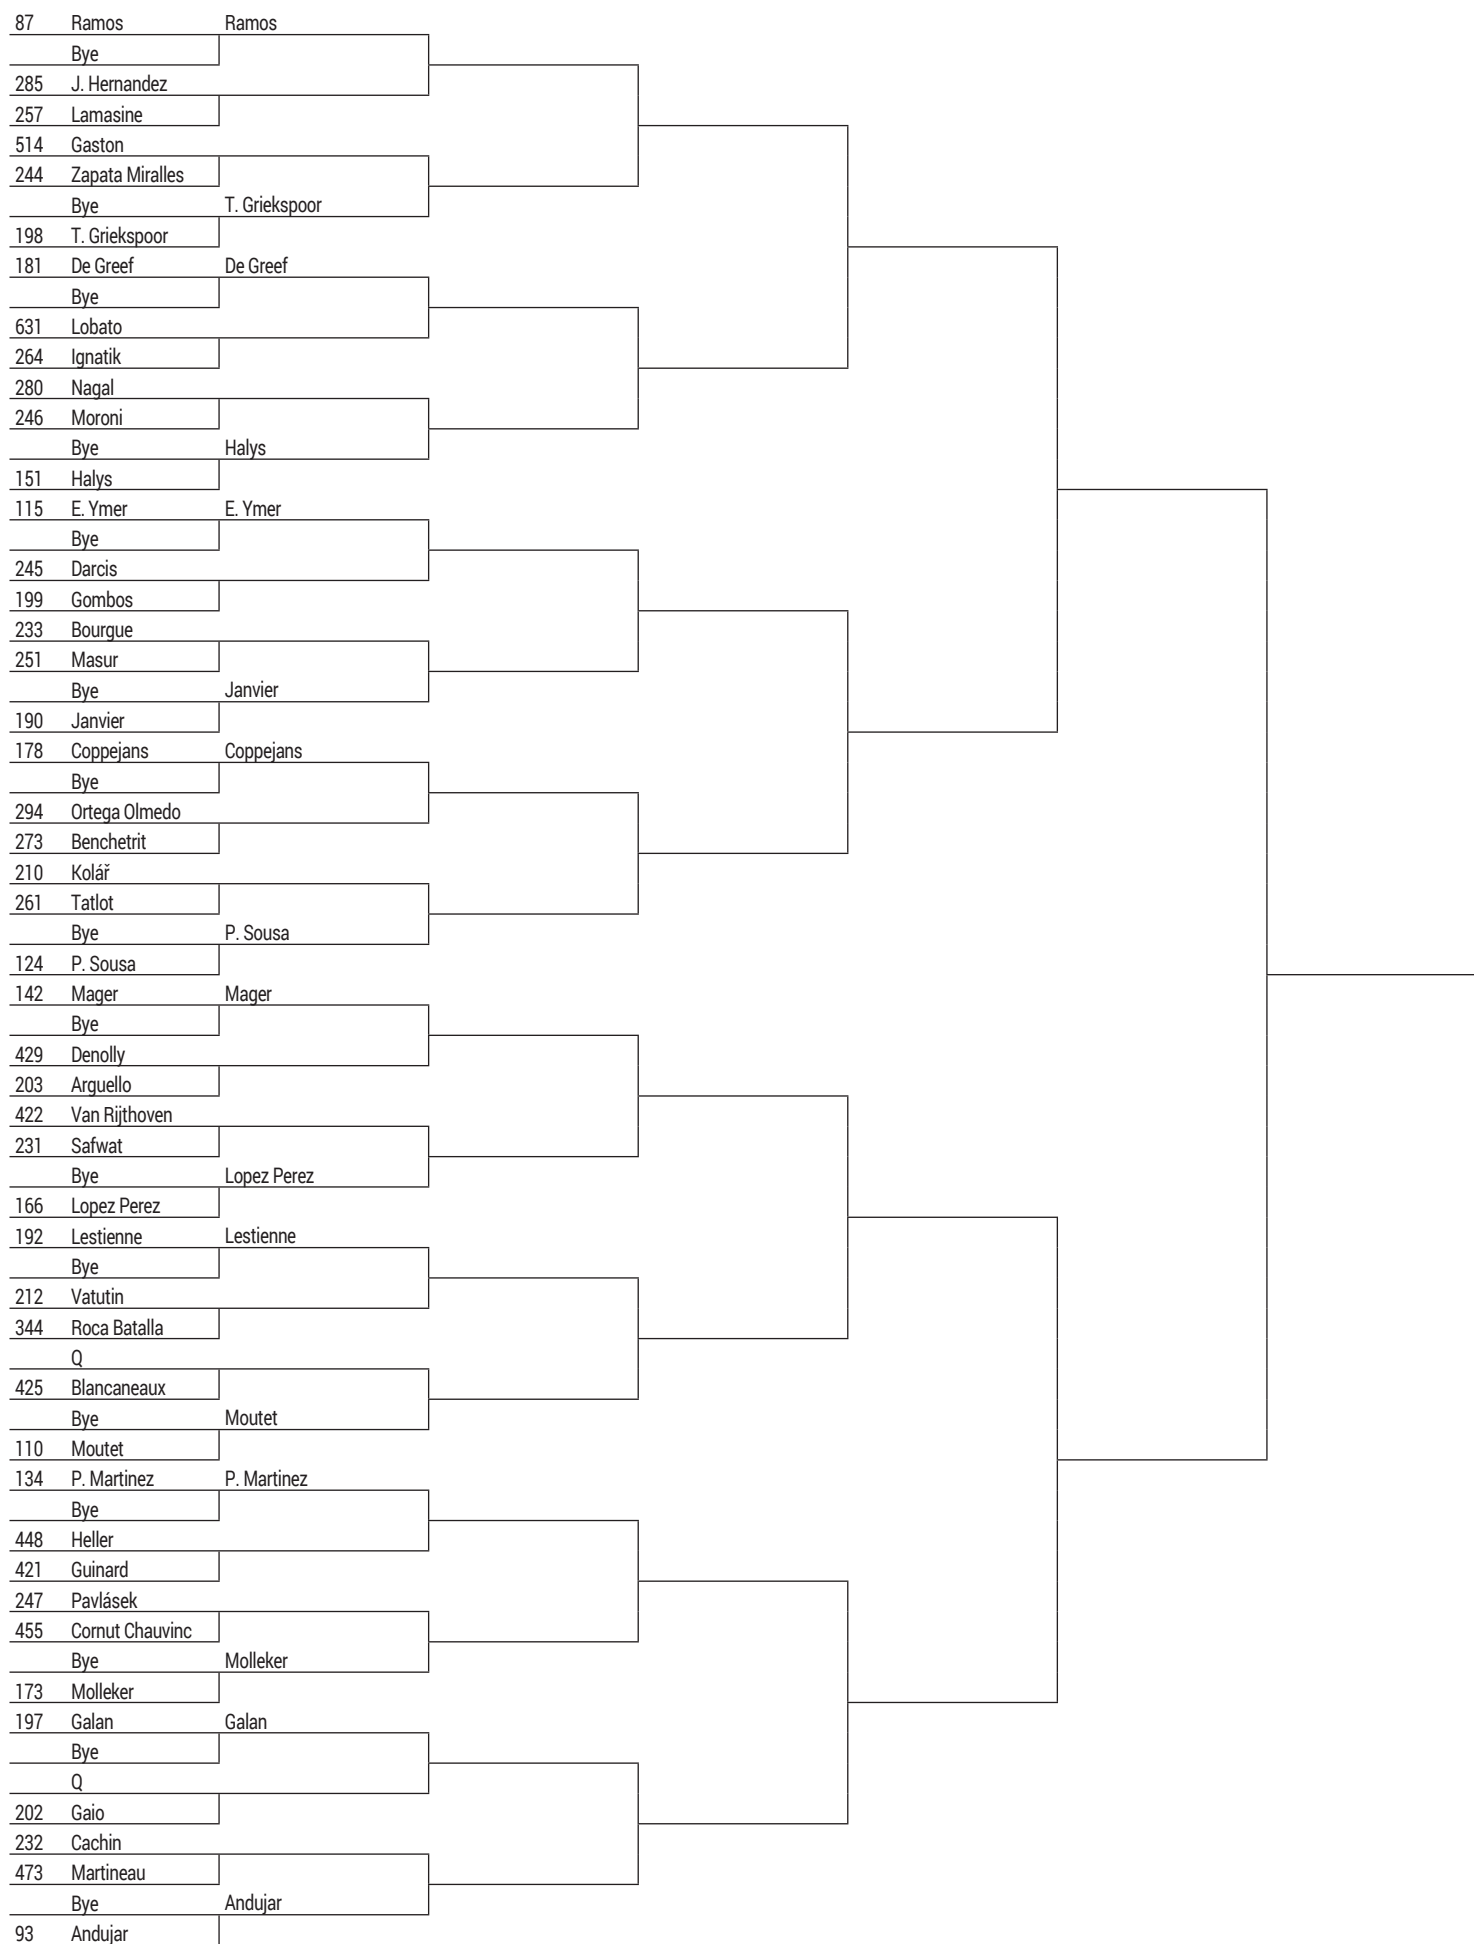 87 Ramos Ramos
Bye
285 J. Hernandez
257 Lamasine
514 Gaston
244 Zapata Miralles
Bye T. Griekspoor
198 T. Griekspoor
181 De Greef De Greef
Bye
631 Lobato
264 Ignatik
280 Nagal
246 Moroni
Bye Halys
151 Halys
115 E. Ymer E. Ymer
Bye
245 Darcis
199 Gombos
233 Bourgue
251 Masur
Bye Janvier
190 Janvier
178 Coppejans Coppejans
Bye
294 Ortega Olmedo
273 Benchetrit
210 Kolář
261 Tatlot
Bye P. Sousa
124 P. Sousa
142 Mager Mager
Bye
429 Denolly
203 Arguello
422 Van Rijthoven
231 Safwat
Bye Lopez Perez
166 Lopez Perez
192 Lestienne Lestienne
Bye
212 Vatutin
344 Roca Batalla
Q
425 Blancaneaux
Bye Moutet
110 Moutet
134 P. Martinez P. Martinez
Bye
448 Heller
421 Guinard
247 Pavlásek
455 Cornut Chauvinc
Bye Molleker
173 Molleker
197 Galan Galan
Bye
Q
202 Gaio
232 Cachin
473 Martineau
Bye Andujar
93 Andujar